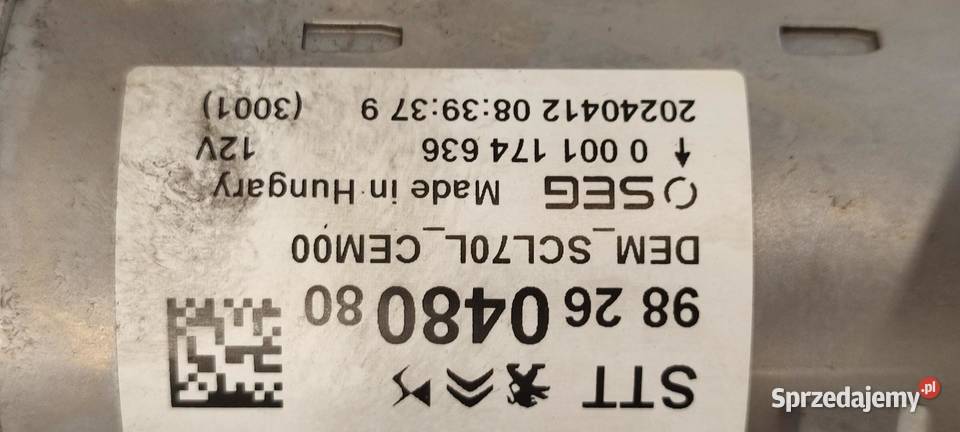 STT
98 26 0480 80
DEM_SCL70L_CEM00
SEG Made in Hungary
↑ 0 001 174 636 12V
20240412 08:39:37 9 (3001)
Sprzedajemy.pl